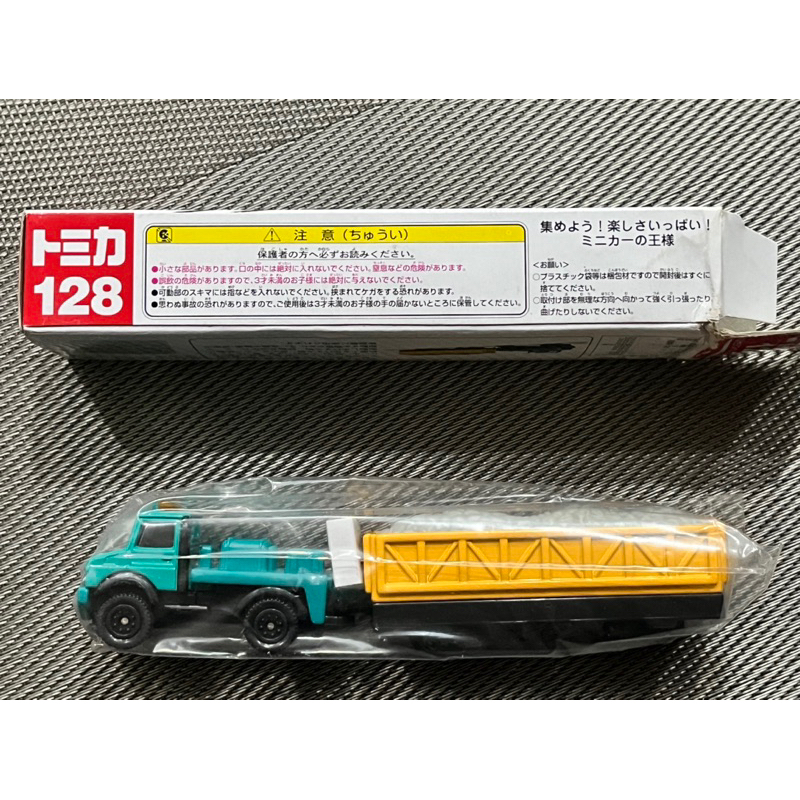 トミカ
128
注 意 (ちゅうい)
保護者の方へ必ずお読みください。
●小さな部品があります。口の中には絶対に入れないでください。窒息などの危険があります。
●誤飲の危険がありますので、3才未満のお子様には絶対に与えないでください。
●可動部のスキマには指などを入れないでください。挟まれてケガをする恐れがあります。
●思わぬ事故の恐れがありますので、ご使用後は3才未満のお子様の手の届かないところに保管してください。
集めよう！楽しさいっぱい！
ミニカーの王様
<お願い>
○プラスチック袋等は梱包材ですので開封後はすぐに
捨ててください。
○取付け部を無理な方向へ向かって強く引っ張ったり、
曲げたりしないでください。